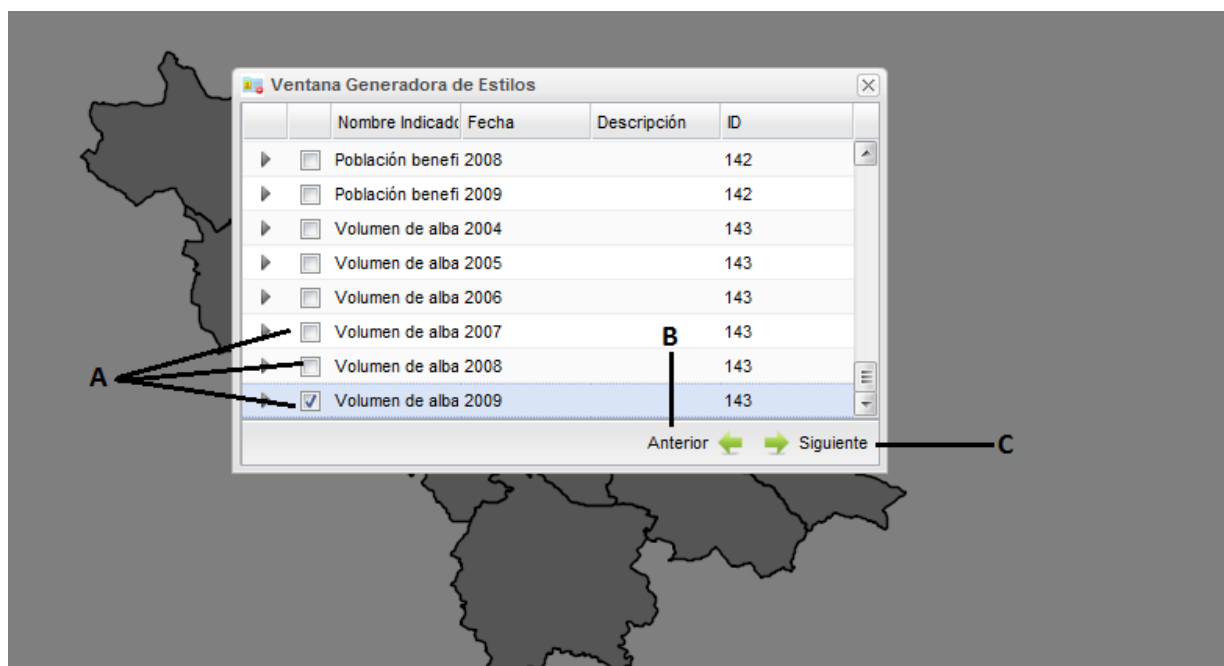 Ventana Generadora de Estilos
Nombre Indicado Fecha Descripción ID
Población benefi 2008 142
Población benefi 2009 142
Volumen de alba 2004 143
Volumen de alba 2005 143
Volumen de alba 2006 143
Volumen de alba 2007 143
B
Volumen de alba 2008 143
A
Volumen de alba 2009 143
Anterior Siguiente C